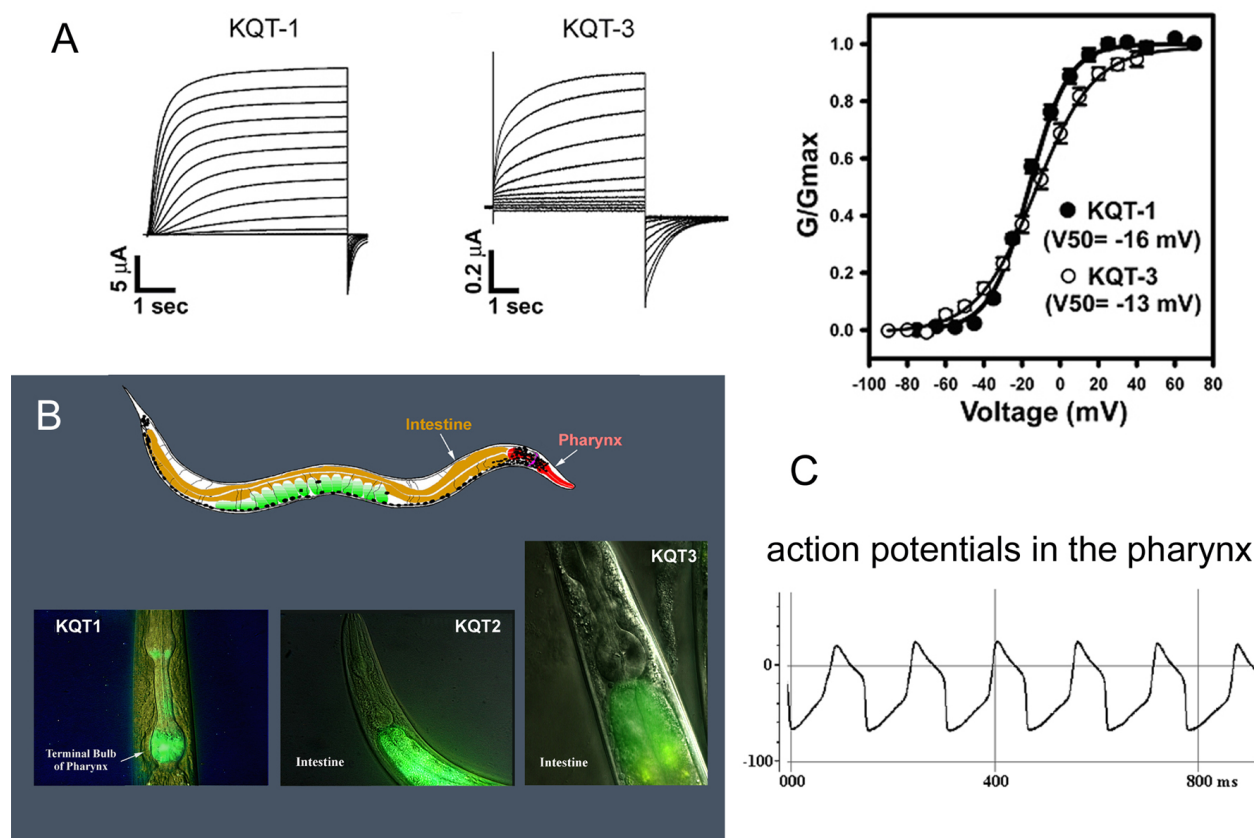 A
KQT-1
KQT-3
5 µA
1 sec
0.2 µA
1 sec
G/Gmax
1.0
0.8
0.6
0.4
0.2
0.0
KQT-1
(V50= -16 mV)
KQT-3
(V50= -13 mV)
-100 -80 -60 -40 -20 0 20 40 60 80
Voltage (mV)
B
Intestine
Pharynx
KQT1
Terminal Bulb
of Pharynx
KQT2
Intestine
KQT3
Intestine
C
action potentials in the pharynx
0
-100
000 400 800 ms